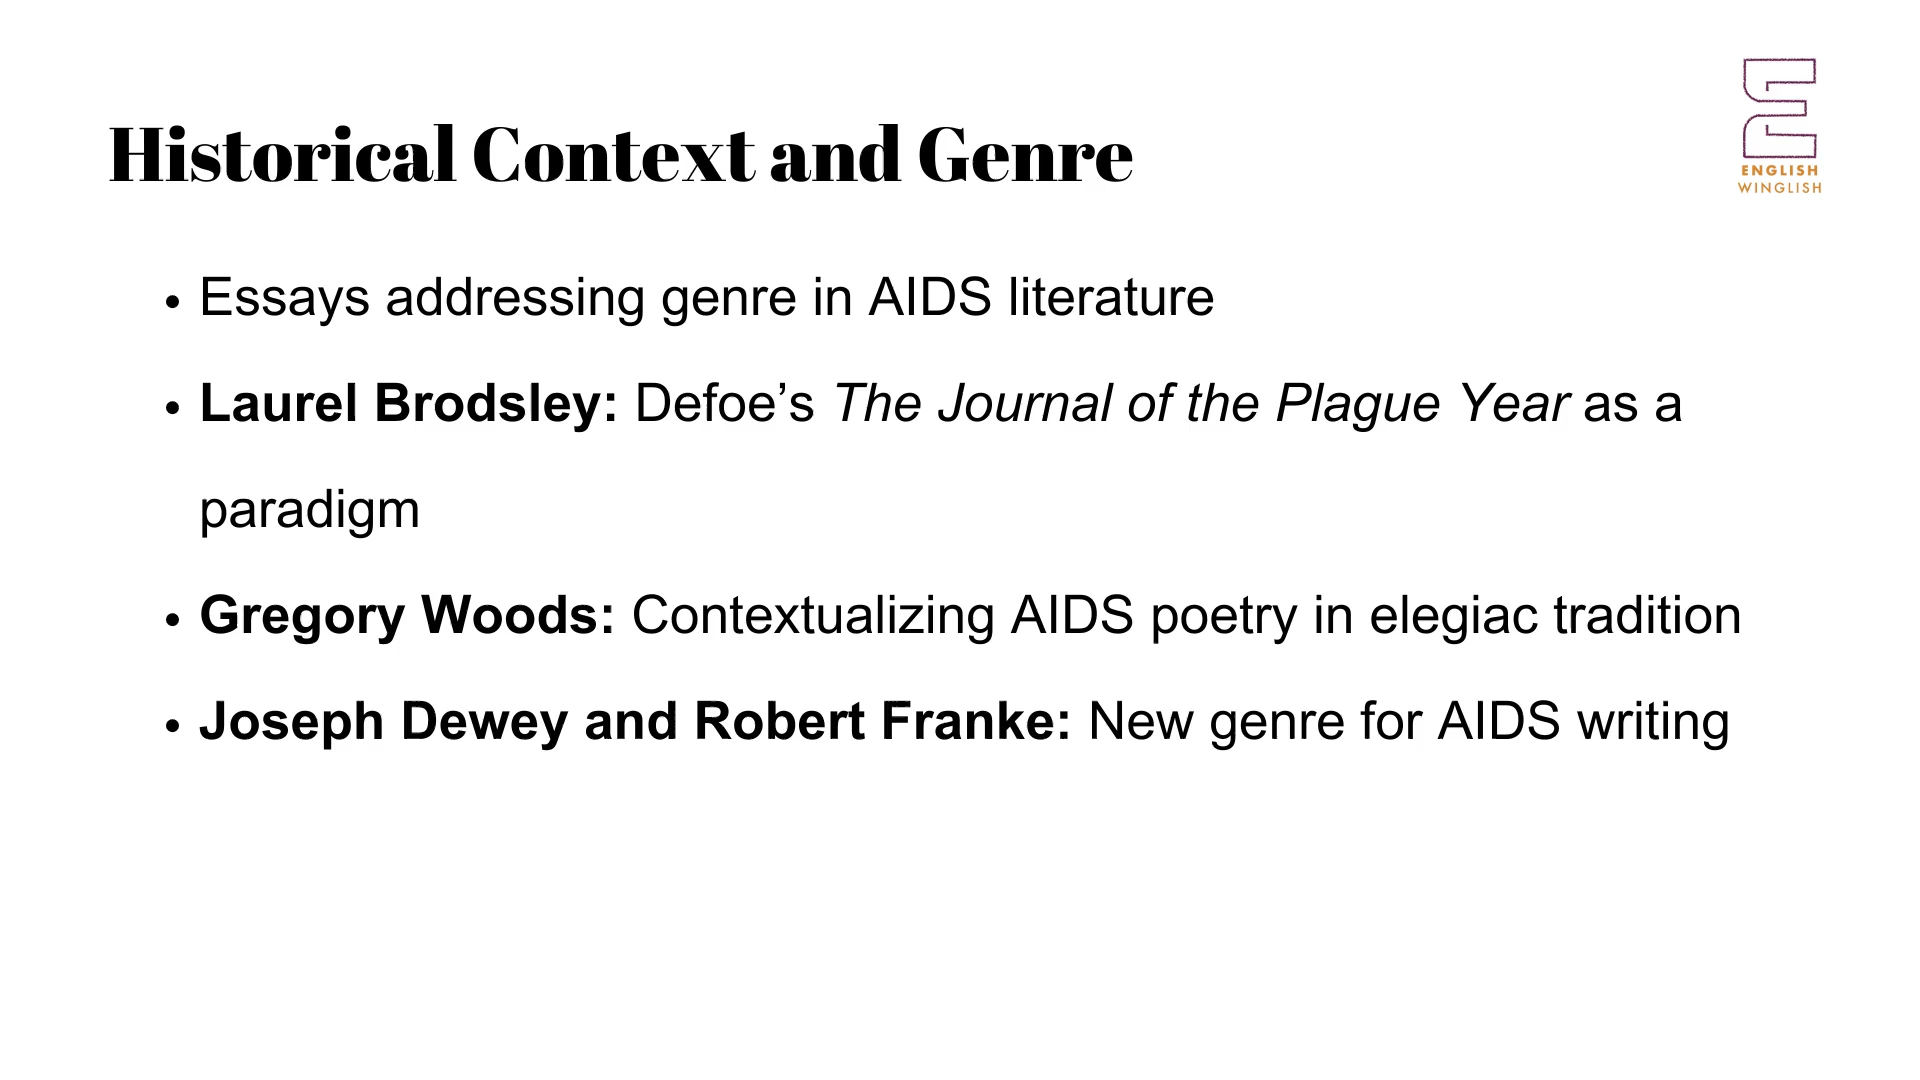 ENGLISH
WINGLISH
Historical Context and Genre
• Essays addressing genre in AIDS literature
• Laurel Brodsley: Defoe’s The Journal of the Plague Year as a
paradigm
• Gregory Woods: Contextualizing AIDS poetry in elegiac tradition
• Joseph Dewey and Robert Franke: New genre for AIDS writing